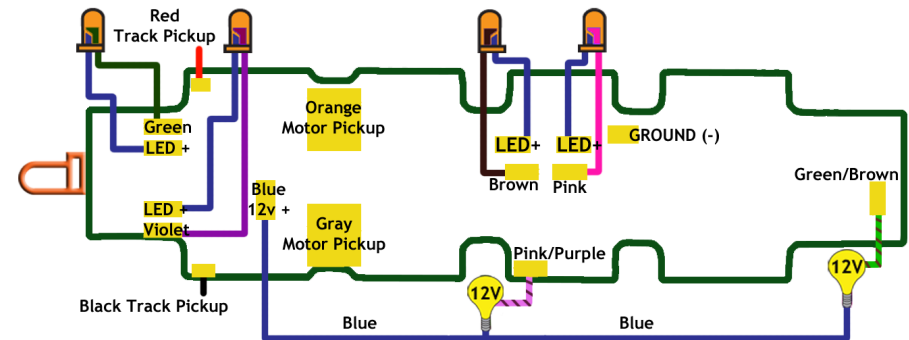 Red
Track Pickup
Orange
Motor Pickup
Green
LED +
LED+
LED+
GROUND (-)
Brown
Pink
Green/Brown
Blue
12v +
LED +
Violet
Gray
Motor Pickup
Pink/Purple
12V
12V
Black Track Pickup
Blue
Blue